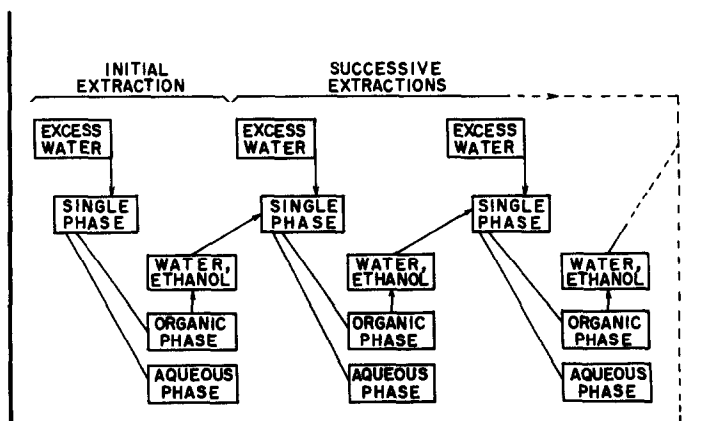 INITIAL
EXTRACTION
SUCCESSIVE
EXTRACTIONS
EXCESS
WATER
EXCESS
WATER
EXCESS
WATER
SINGLE
PHASE
SINGLE
PHASE
SINGLE
PHASE
WATER,
ETHANOL
WATER,
ETHANOL
WATER,
ETHANOL
ORGANIC
PHASE
ORGANIC
PHASE
ORGANIC
PHASE
AQUEOUS
PHASE
AQUEOUS
PHASE
AQUEOUS
PHASE